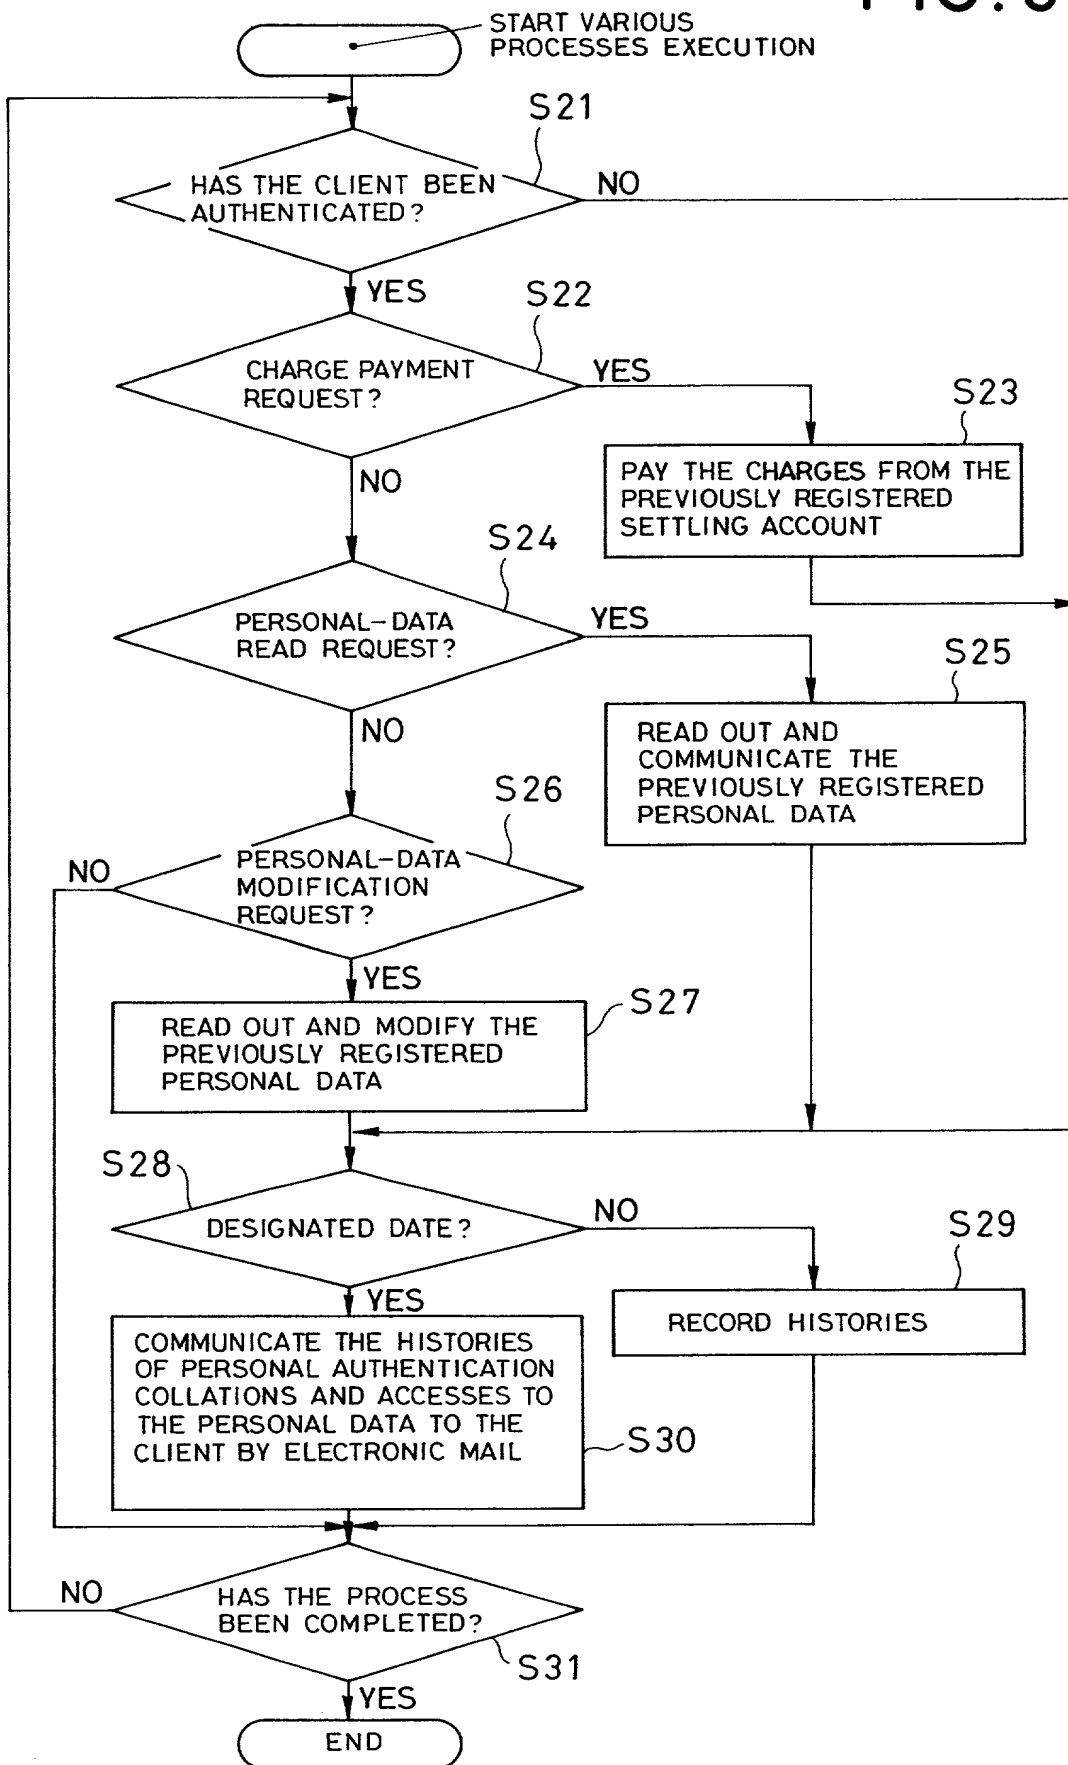 START VARIOUS
PROCESSES EXECUTION
S21
HAS THE CLIENT BEEN
AUTHENTICATED?
NO
YES
S22
CHARGE PAYMENT
REQUEST?
YES
S23
PAY THE CHARGES FROM THE
PREVIOUSLY REGISTERED
SETTLING ACCOUNT
NO
S24
PERSONAL-DATA
READ REQUEST?
YES
S25
READ OUT AND
COMMUNICATE THE
PREVIOUSLY REGISTERED
PERSONAL DATA
NO
S26
PERSONAL-DATA
MODIFICATION
REQUEST?
NO
YES
S27
READ OUT AND MODIFY THE
PREVIOUSLY REGISTERED
PERSONAL DATA
S28
DESIGNATED DATE?
NO
S29
RECORD HISTORIES
YES
COMMUNICATE THE HISTORIES
OF PERSONAL AUTHENTICATION
COLLATIONS AND ACCESSES TO
THE PERSONAL DATA TO THE
CLIENT BY ELECTRONIC MAIL
S30
HAS THE PROCESS
BEEN COMPLETED?
NO
S31
YES
END